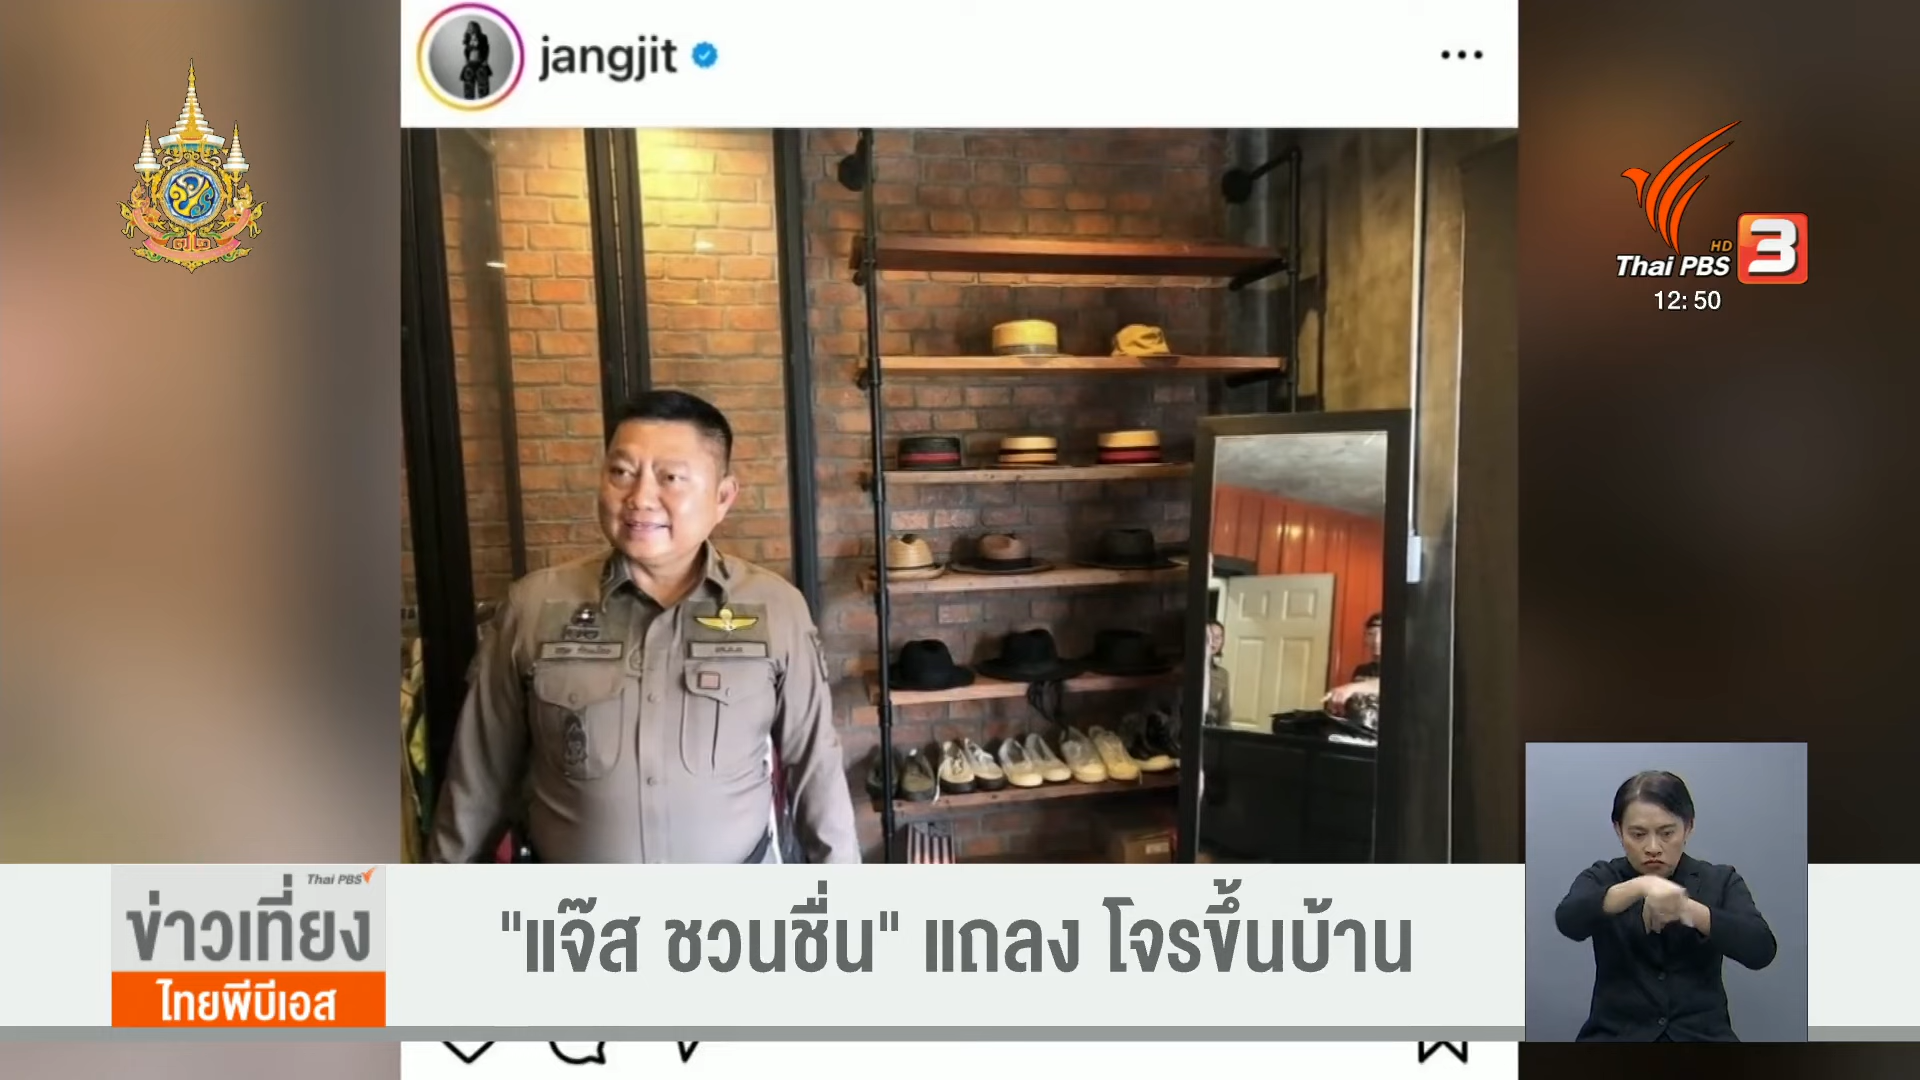 jangjit
HD
Thai PBS 3
12:50
Thai PBS
ข่าวเที่ยง
ไทยพีบีเอส
"แจ๊ส ชวนชื่น" แถลง โจรขึ้นบ้าน